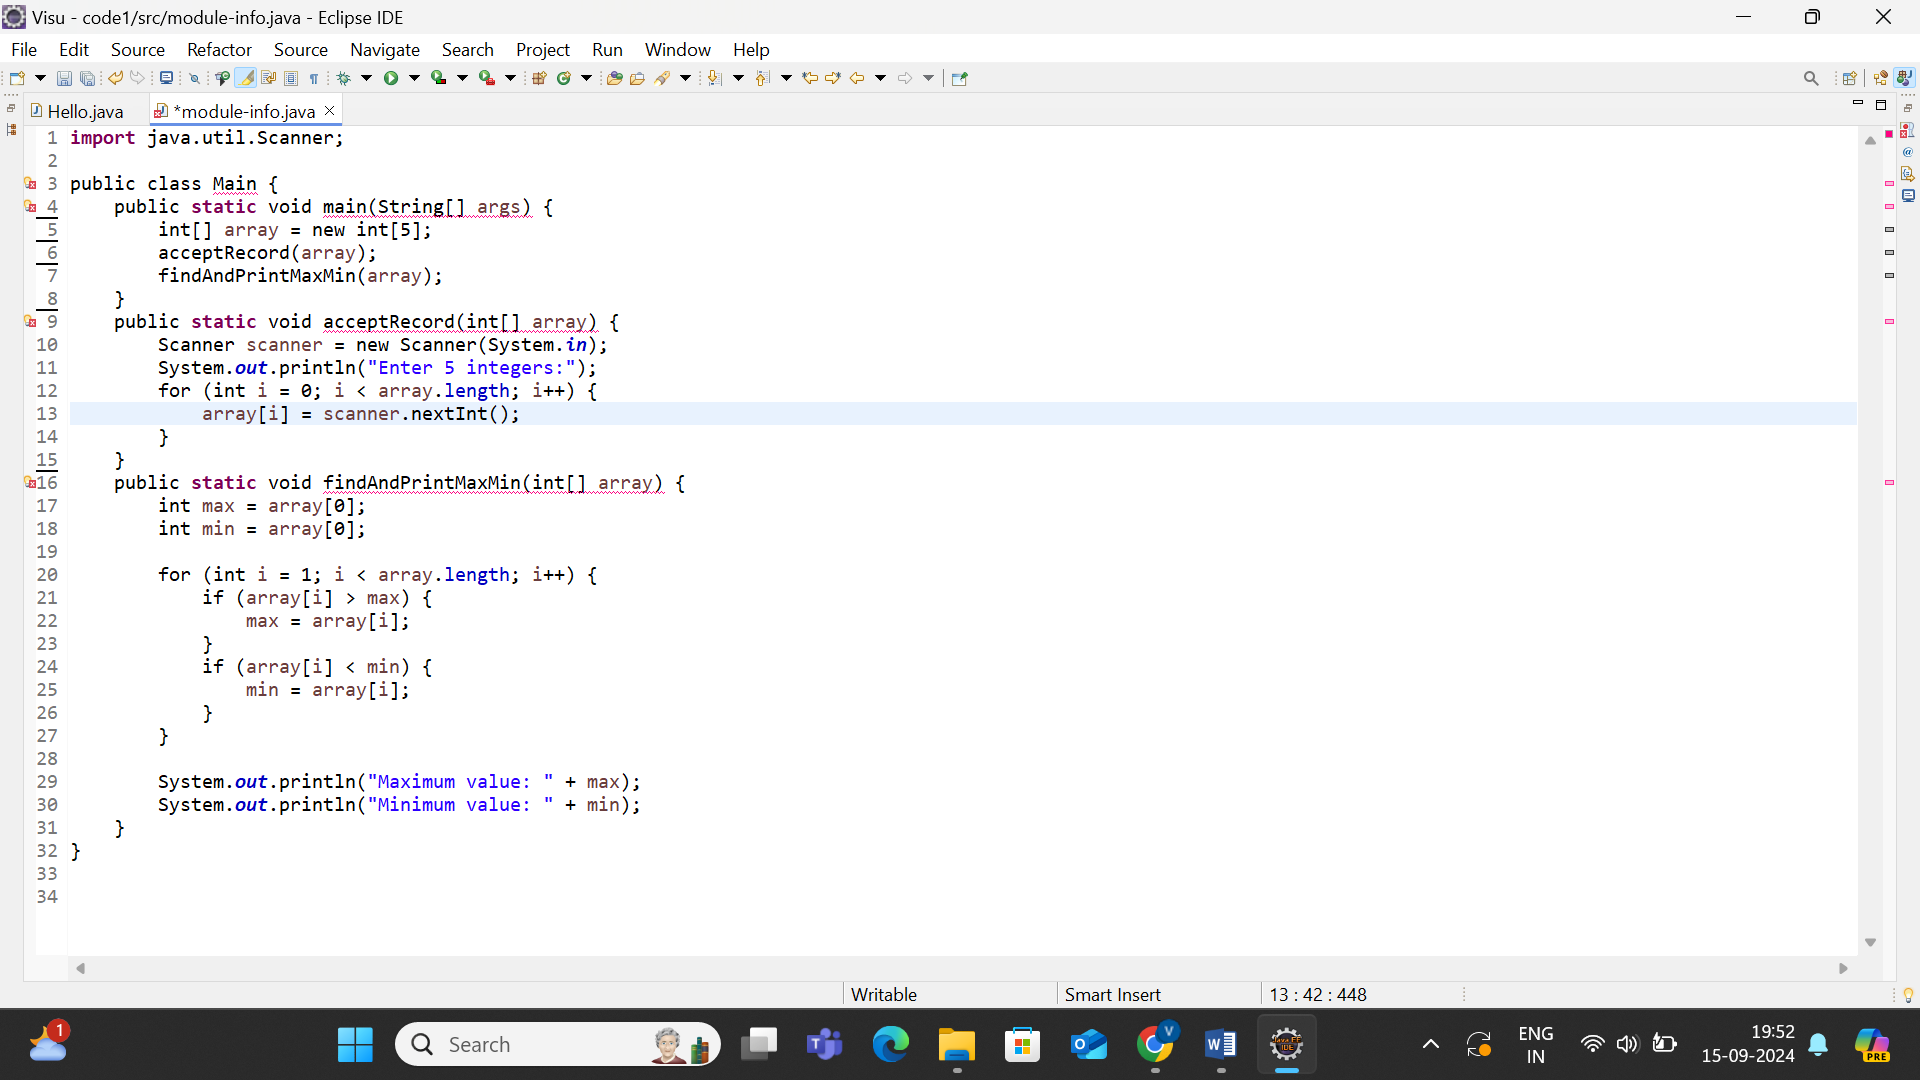 Visu - code1/src/module-info.java - Eclipse IDE
File Edit Source Refactor Source Navigate Search Project Run Window Help
Hello.java *module-info.java
1 import java.util.Scanner;
2
3 public class Main {
4 public static void main(String[] args) {
5 int[] array = new int[5];
6 acceptRecord(array);
7 findAndPrintMaxMin(array);
8 }
9 public static void acceptRecord(int[] array) {
10 Scanner scanner = new Scanner(System.in);
11 System.out.println("Enter 5 integers:");
12 for (int i = 0; i < array.length; i++) {
13 array[i] = scanner.nextInt();
14 }
15 }
16 public static void findAndPrintMaxMin(int[] array) {
17 int max = array[0];
18 int min = array[0];
19
20 for (int i = 1; i < array.length; i++) {
21 if (array[i] > max) {
22 max = array[i];
23 }
24 if (array[i] < min) {
25 min = array[i];
26 }
27 }
28
29 System.out.println("Maximum value: " + max);
30 System.out.println("Minimum value: " + min);
31 }
32 }
33
34
Writable Smart Insert 13 : 42 : 448
1 Search ENG 19:52
IN 15-09-2024 PRE